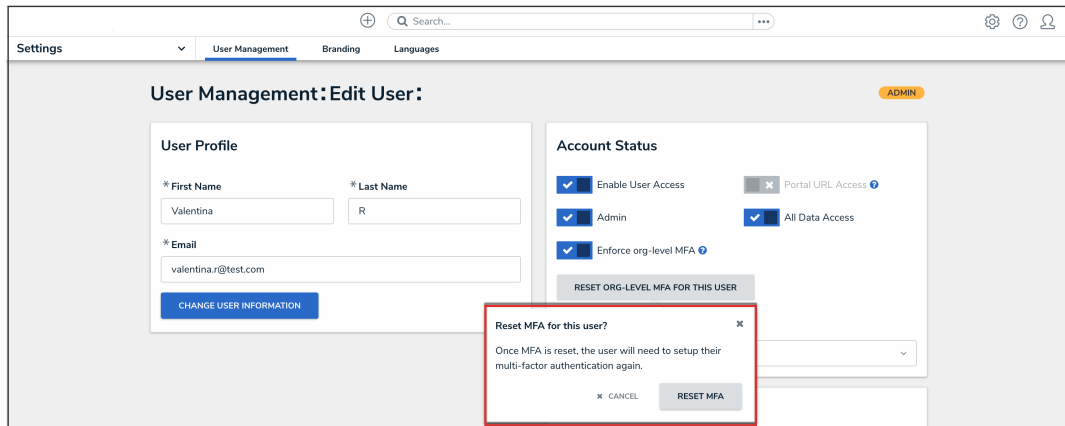 Search...
Settings
User Management
Branding
Languages
User Management:Edit User:
ADMIN
User Profile
* First Name
* Last Name
Valentina
R
* Email
valentina.r@test.com
CHANGE USER INFORMATION
Account Status
Enable User Access
Portal URL Access
Admin
All Data Access
Enforce org-level MFA
RESET ORG-LEVEL MFA FOR THIS USER
Reset MFA for this user?
Once MFA is reset, the user will need to setup their
multi-factor authentication again.
CANCEL
RESET MFA